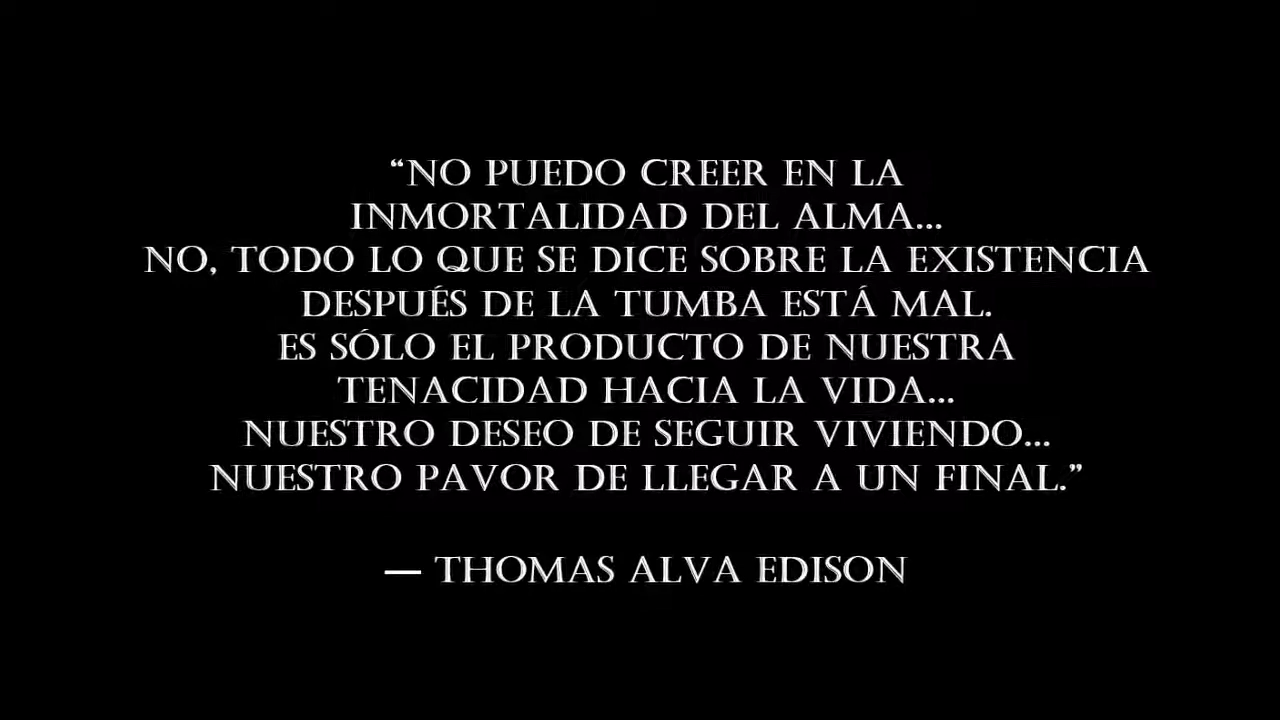 “NO PUEDO CREER EN LA
INMORTALIDAD DEL ALMA...
NO, TODO LO QUE SE DICE SOBRE LA EXISTENCIA
DESPUÉS DE LA TUMBA ESTÁ MAL.
ES SÓLO EL PRODUCTO DE NUESTRA
TENACIDAD HACIA LA VIDA...
NUESTRO DESEO DE SEGUIR VIVIENDO...
NUESTRO PAVOR DE LLEGAR A UN FINAL.”
— THOMAS ALVA EDISON